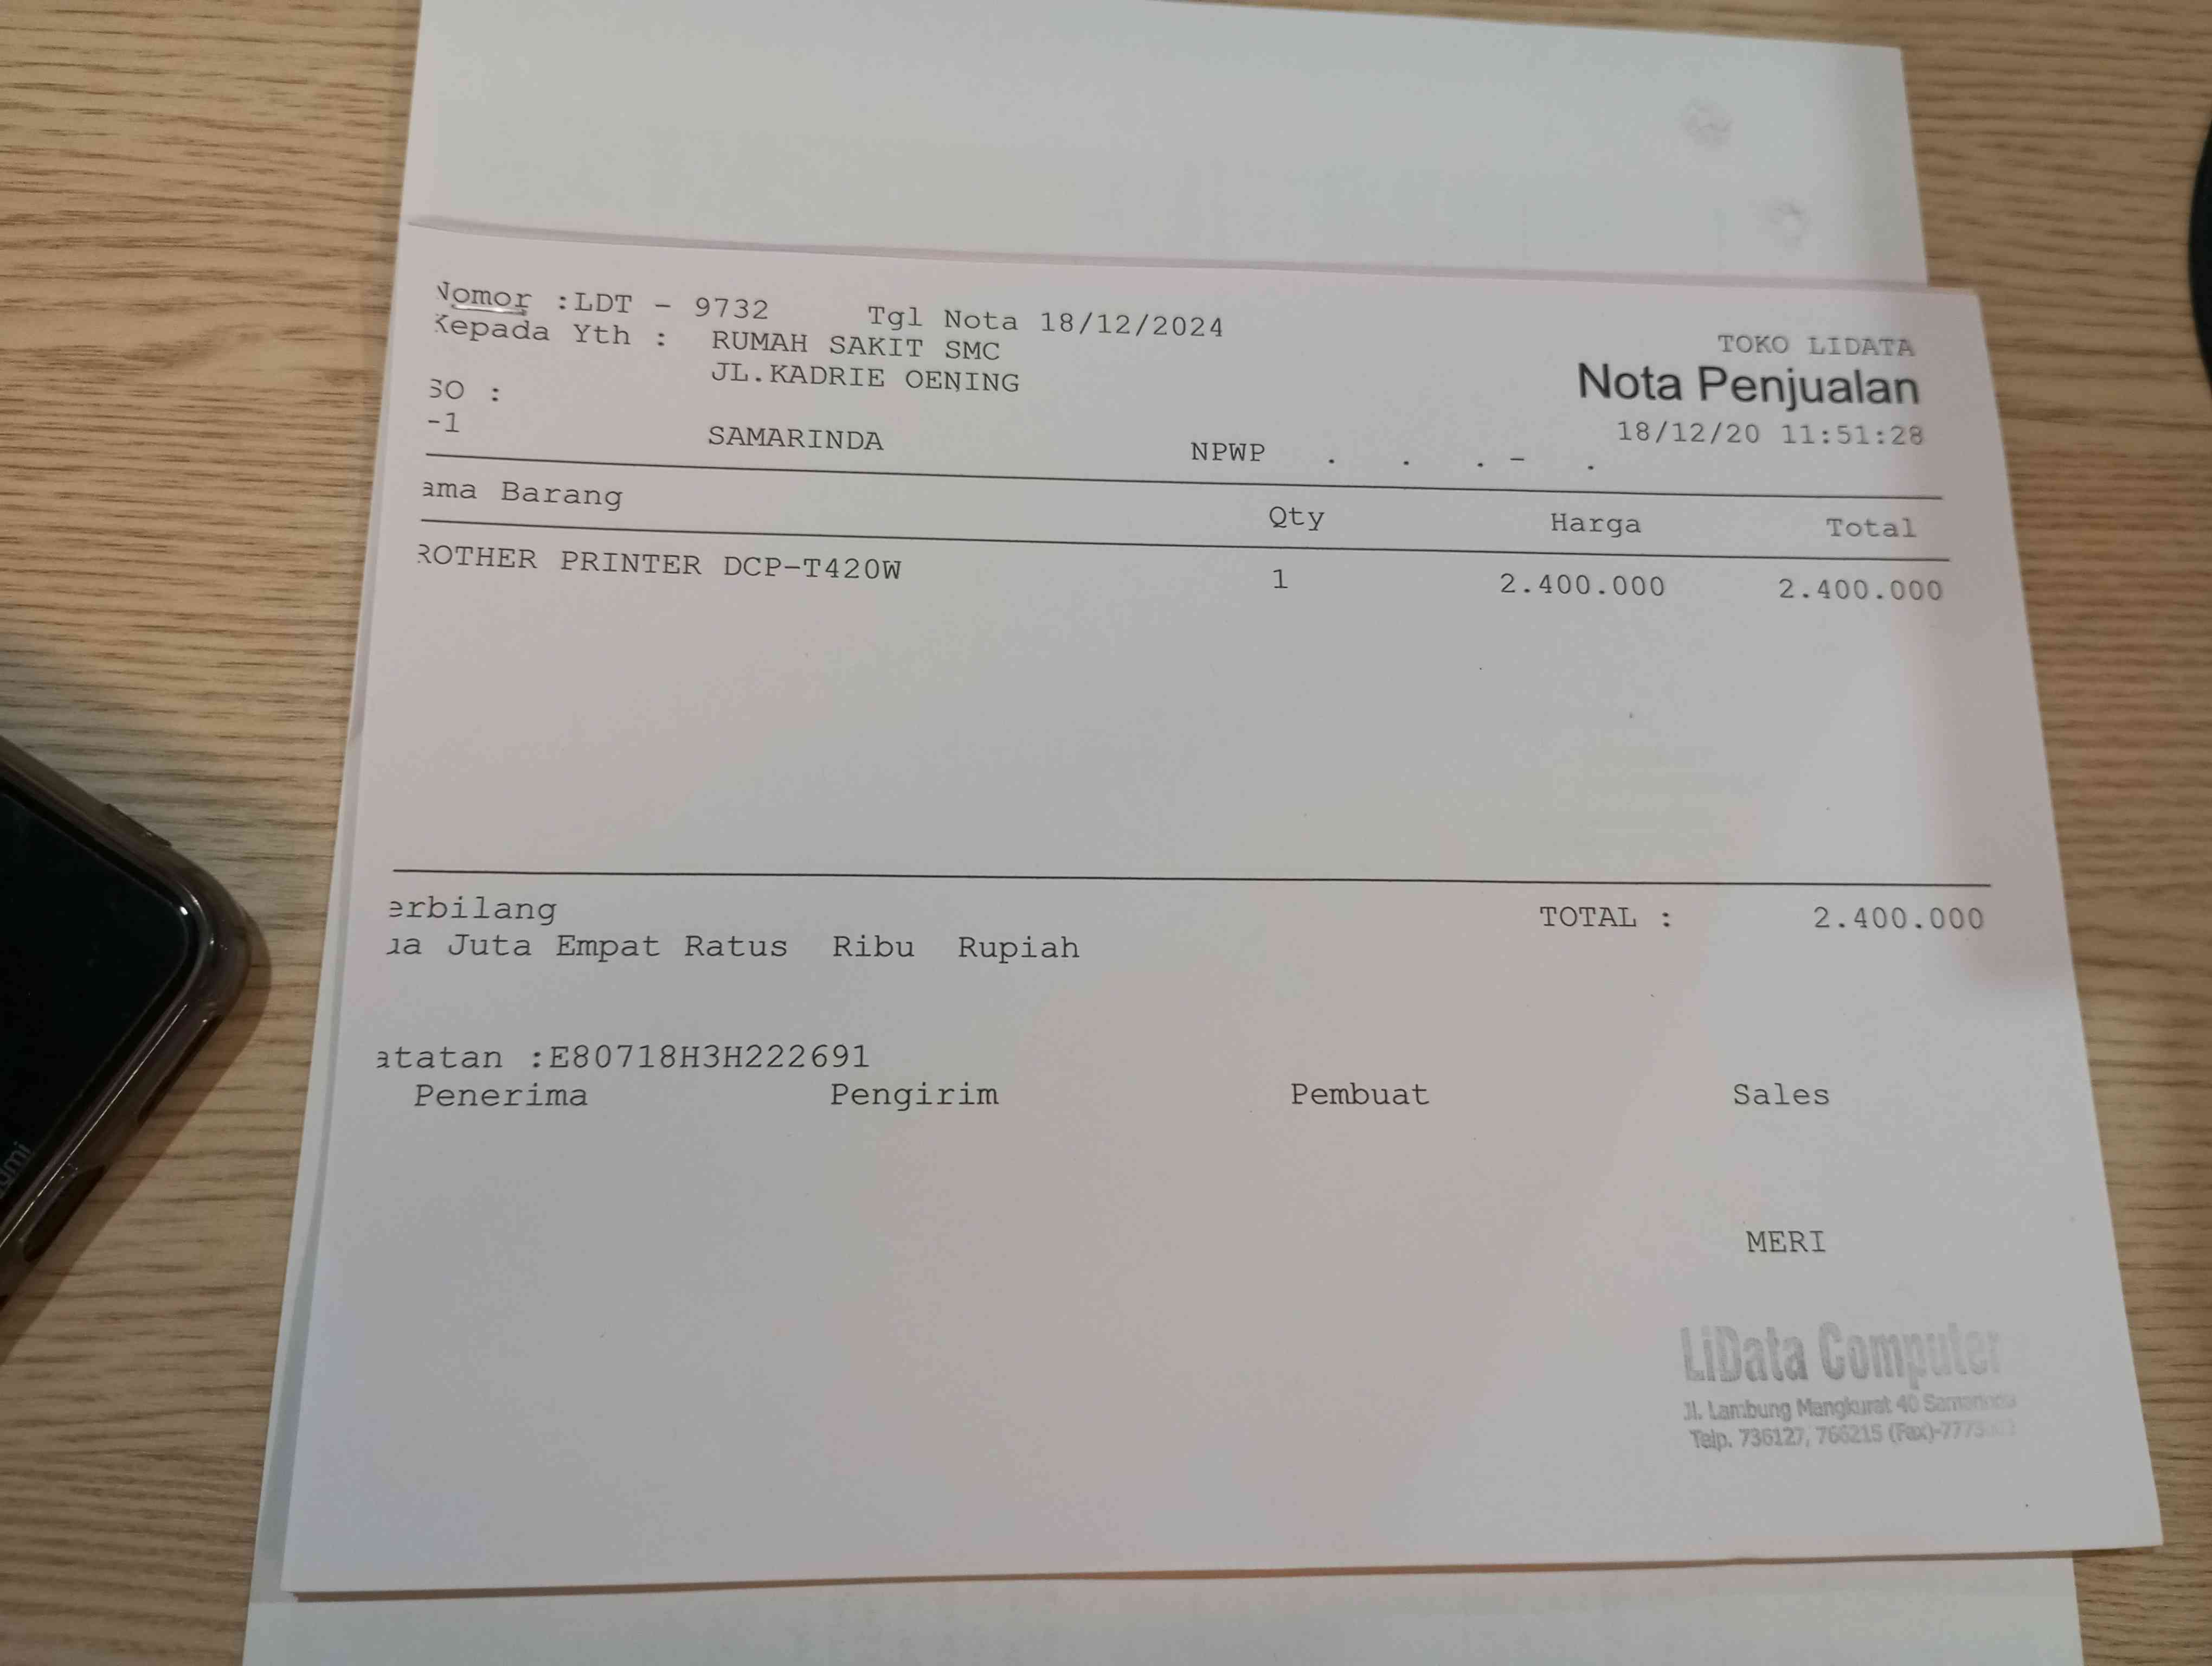 Nomor :LDT - 9732 Tgl Nota 18/12/2024
Kepada Yth : RUMAH SAKIT SMC
JL.KADRIE OENING
SO :
-1
SAMARINDA NPWP . . . - .
TOKO LIDATA
Nota Penjualan
18/12/20 11:51:28
ama Barang Qty Harga Total
ROTHER PRINTER DCP-T420W 1 2.400.000 2.400.000
erbilang TOTAL : 2.400.000
ua Juta Empat Ratus Ribu Rupiah
atatan :E80718H3H222691
Penerima Pengirim Pembuat Sales
MERI
LiData Computer
Jl. Lambung Mangkurat 40 Samarinda
Telp. 736127, 766215